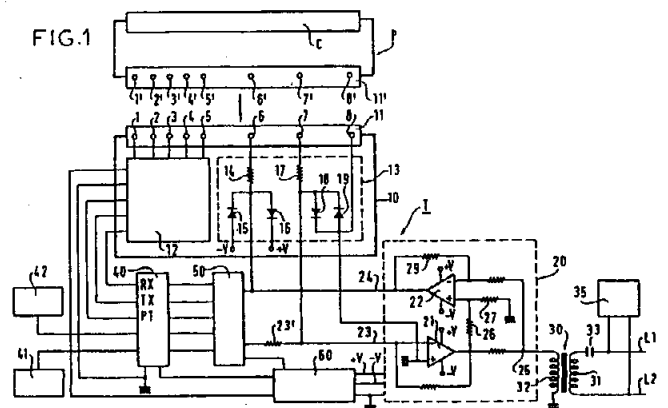 FIG.1
C
P
1' 2' 3' 4' 5' 6' 7' 8' 11'
1 2 3 4 5 6 7 8 11
14 17 18 19 13
10
15 16
-V +V
12
T
20
42 40 50 24 29 +V 22 -V 27 35
RX
TX
PT
26 28
23' 23 21 +V 30 33 L1
25
41 60 +V -V -V 32 31 L2